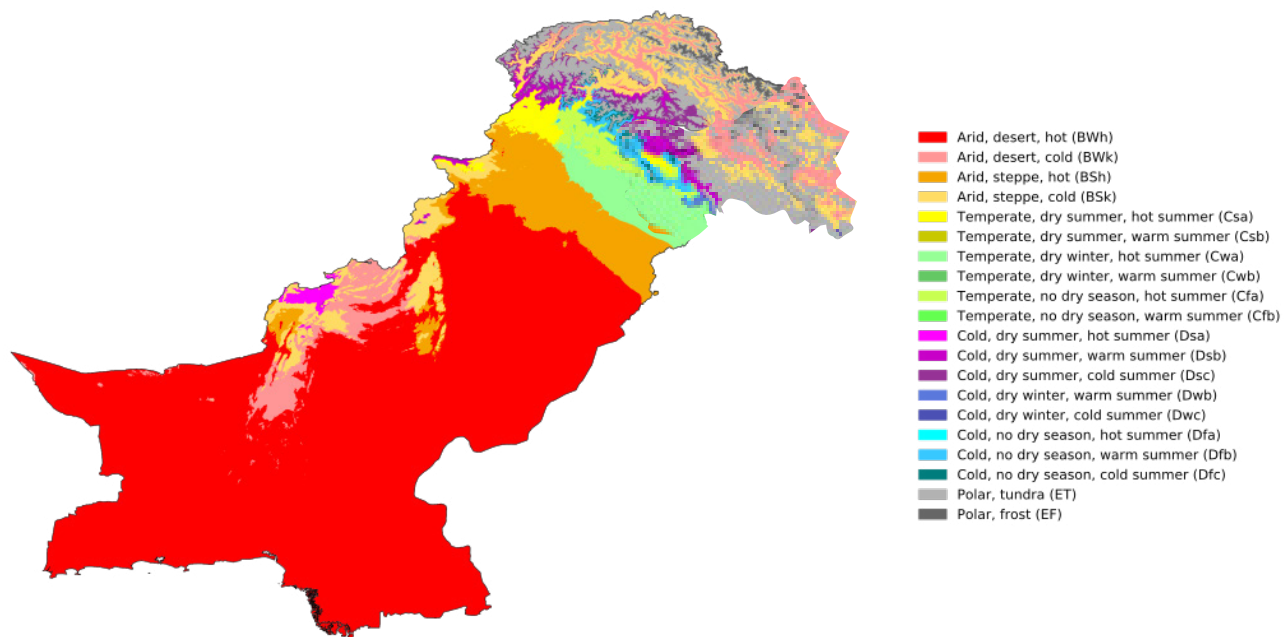 Arid, desert, hot (BWh)
Arid, desert, cold (BWk)
Arid, steppe, hot (BSh)
Arid, steppe, cold (BSk)
Temperate, dry summer, hot summer (Csa)
Temperate, dry summer, warm summer (Csb)
Temperate, dry winter, hot summer (Cwa)
Temperate, dry winter, warm summer (Cwb)
Temperate, no dry season, hot summer (Cfa)
Temperate, no dry season, warm summer (Cfb)
Cold, dry summer, hot summer (Dsa)
Cold, dry summer, warm summer (Dsb)
Cold, dry summer, cold summer (Dsc)
Cold, dry winter, warm summer (Dwb)
Cold, dry winter, cold summer (Dwc)
Cold, no dry season, hot summer (Dfa)
Cold, no dry season, warm summer (Dfb)
Cold, no dry season, cold summer (Dfc)
Polar, tundra (ET)
Polar, frost (EF)